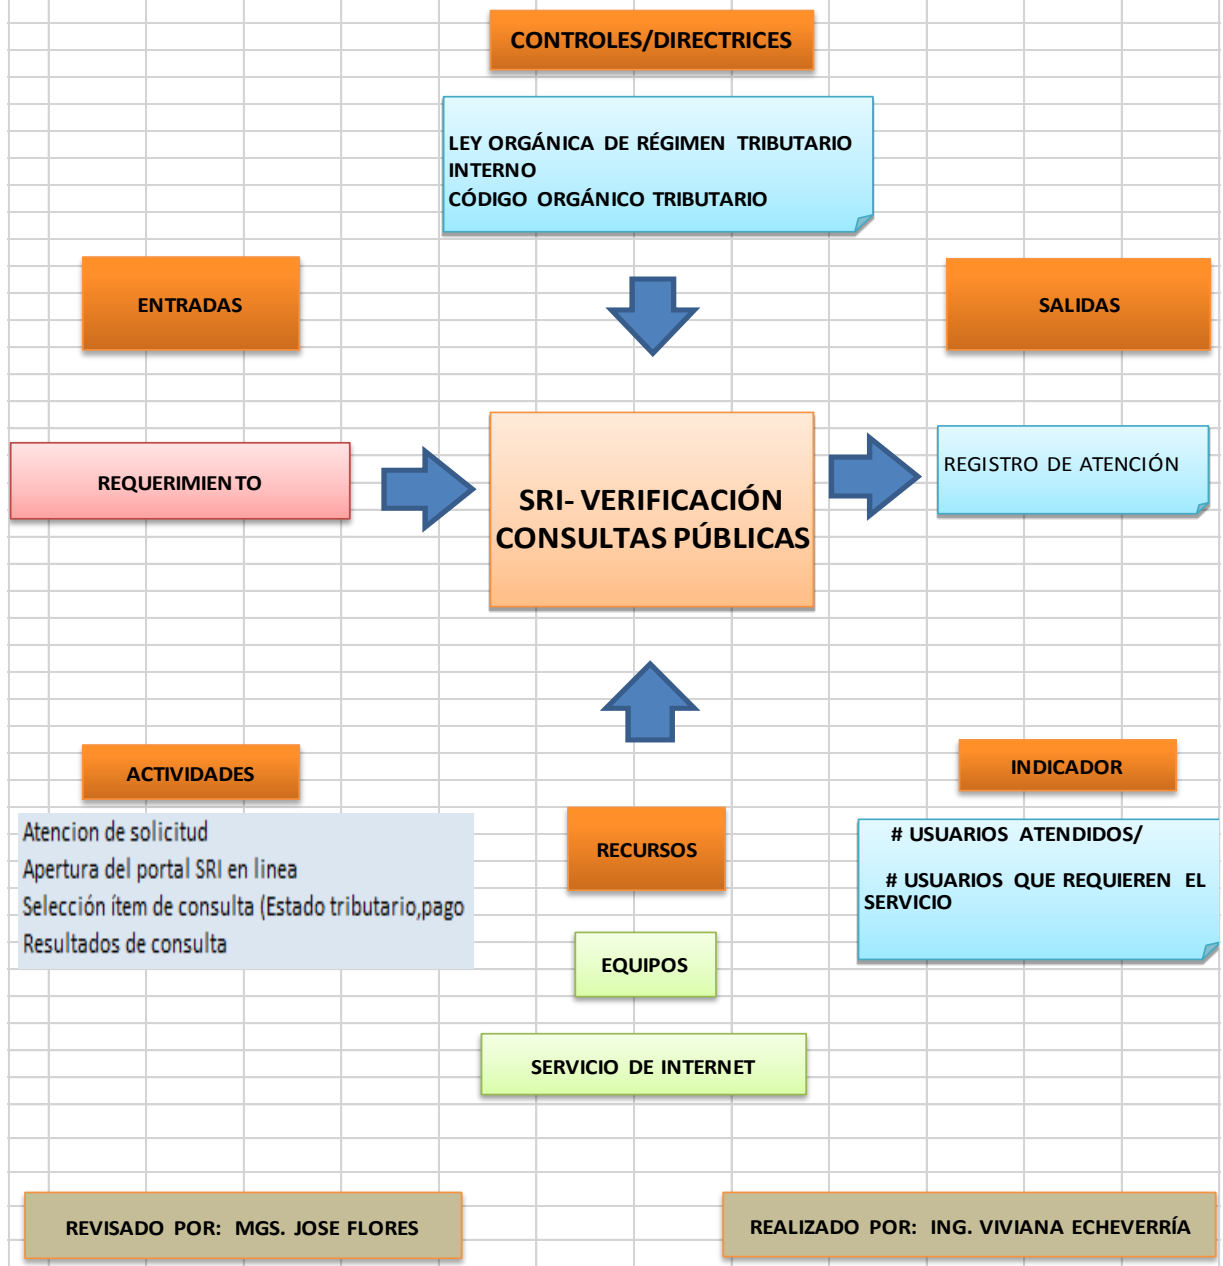 CONTROLES/DIRECTRICES
LEY ORGÁNICA DE RÉGIMEN TRIBUTARIO
INTERNO
CÓDIGO ORGÁNICO TRIBUTARIO
ENTRADAS
SALIDAS
REQUERIMIENTO
SRI- VERIFICACIÓN
CONSULTAS PÚBLICAS
REGISTRO DE ATENCIÓN
ACTIVIDADES
Atencion de solicitud
Apertura del portal SRI en linea
Selección ítem de consulta (Estado tributario,pago
Resultados de consulta
RECURSOS
EQUIPOS
SERVICIO DE INTERNET
INDICADOR
# USUARIOS ATENDIDOS/
# USUARIOS QUE REQUIEREN EL
SERVICIO
REVISADO POR: MGS. JOSE FLORES
REALIZADO POR: ING. VIVIANA ECHEVERRÍA